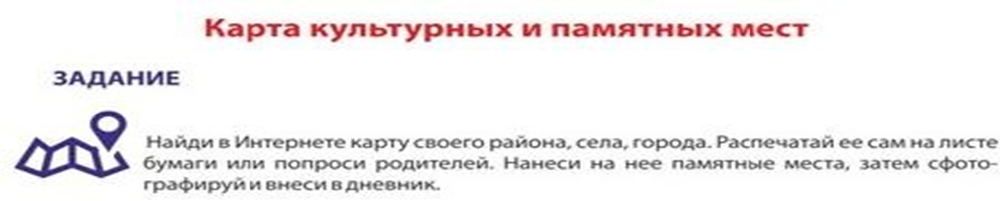 Карта культурных и памятных мест
ЗАДАНИЕ
Найди в Интернете карту своего района, села, города. Распечатай ее сам на листе
бумаги или попроси родителей. Нанеси на нее памятные места, затем сфото-
графируй и внеси в дневник.